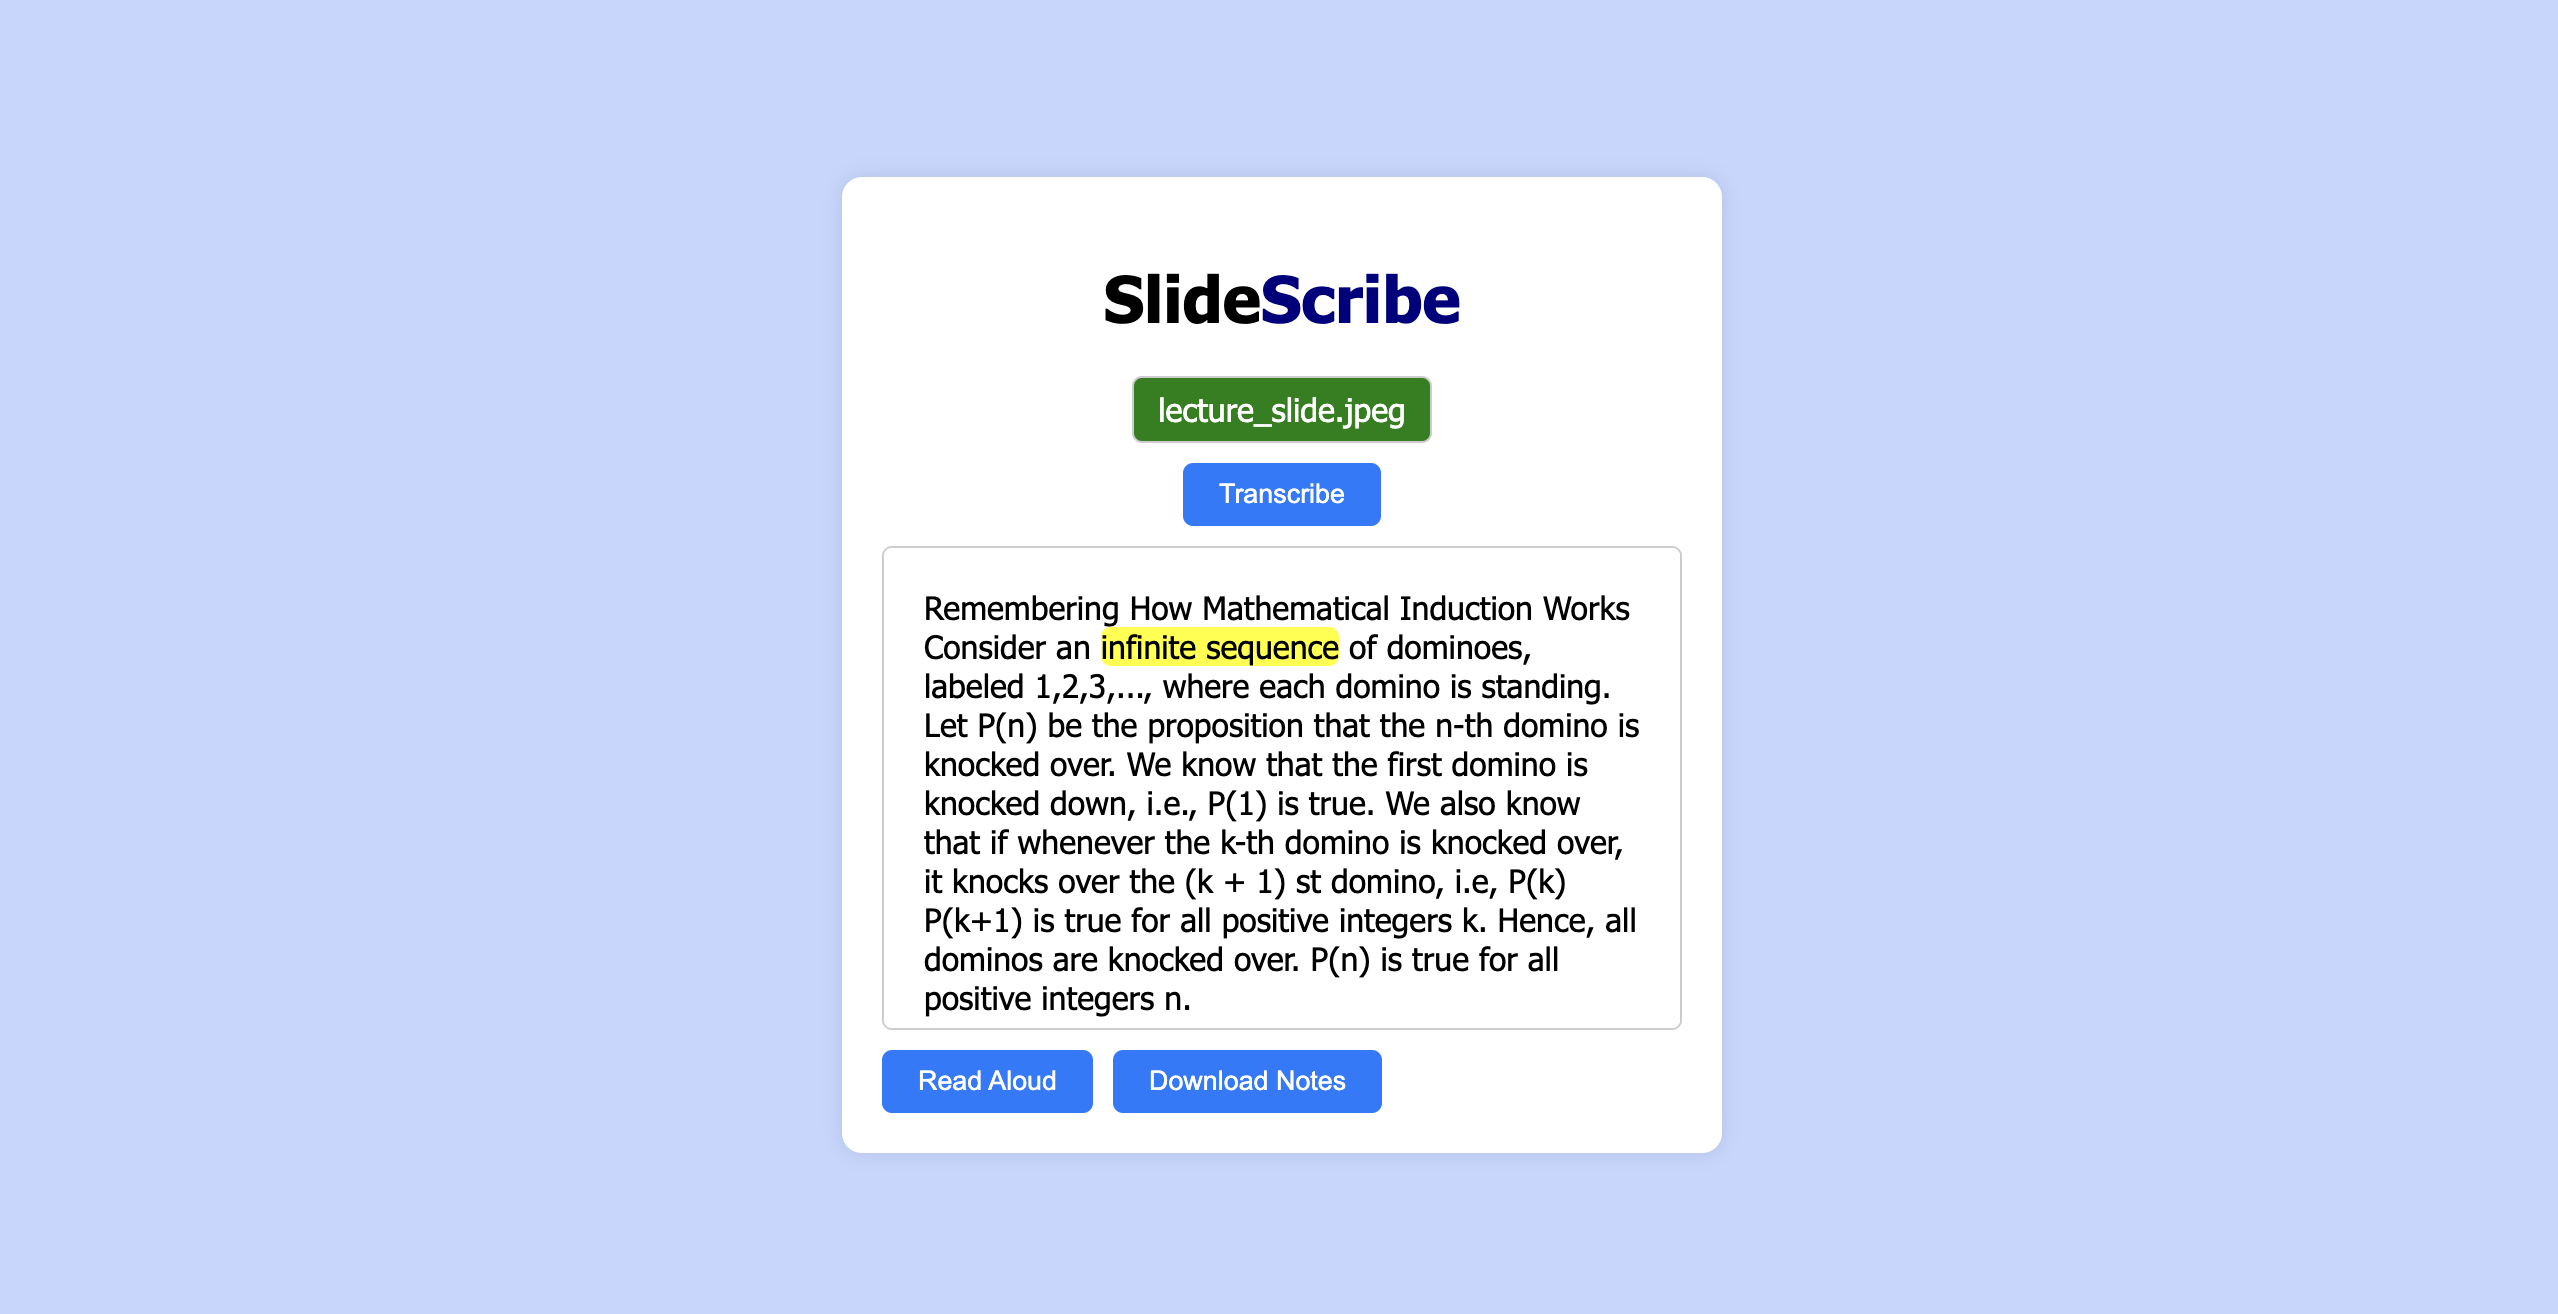 SlideScribe
lecture_slide.jpeg
Transcribe
Remembering How Mathematical Induction Works
Consider an infinite sequence of dominoes,
labeled 1,2,3,..., where each domino is standing.
Let P(n) be the proposition that the n-th domino is
knocked over. We know that the first domino is
knocked down, i.e., P(1) is true. We also know
that if whenever the k-th domino is knocked over,
it knocks over the (k + 1) st domino, i.e, P(k)
P(k+1) is true for all positive integers k. Hence, all
dominos are knocked over. P(n) is true for all
positive integers n.
Read Aloud
Download Notes